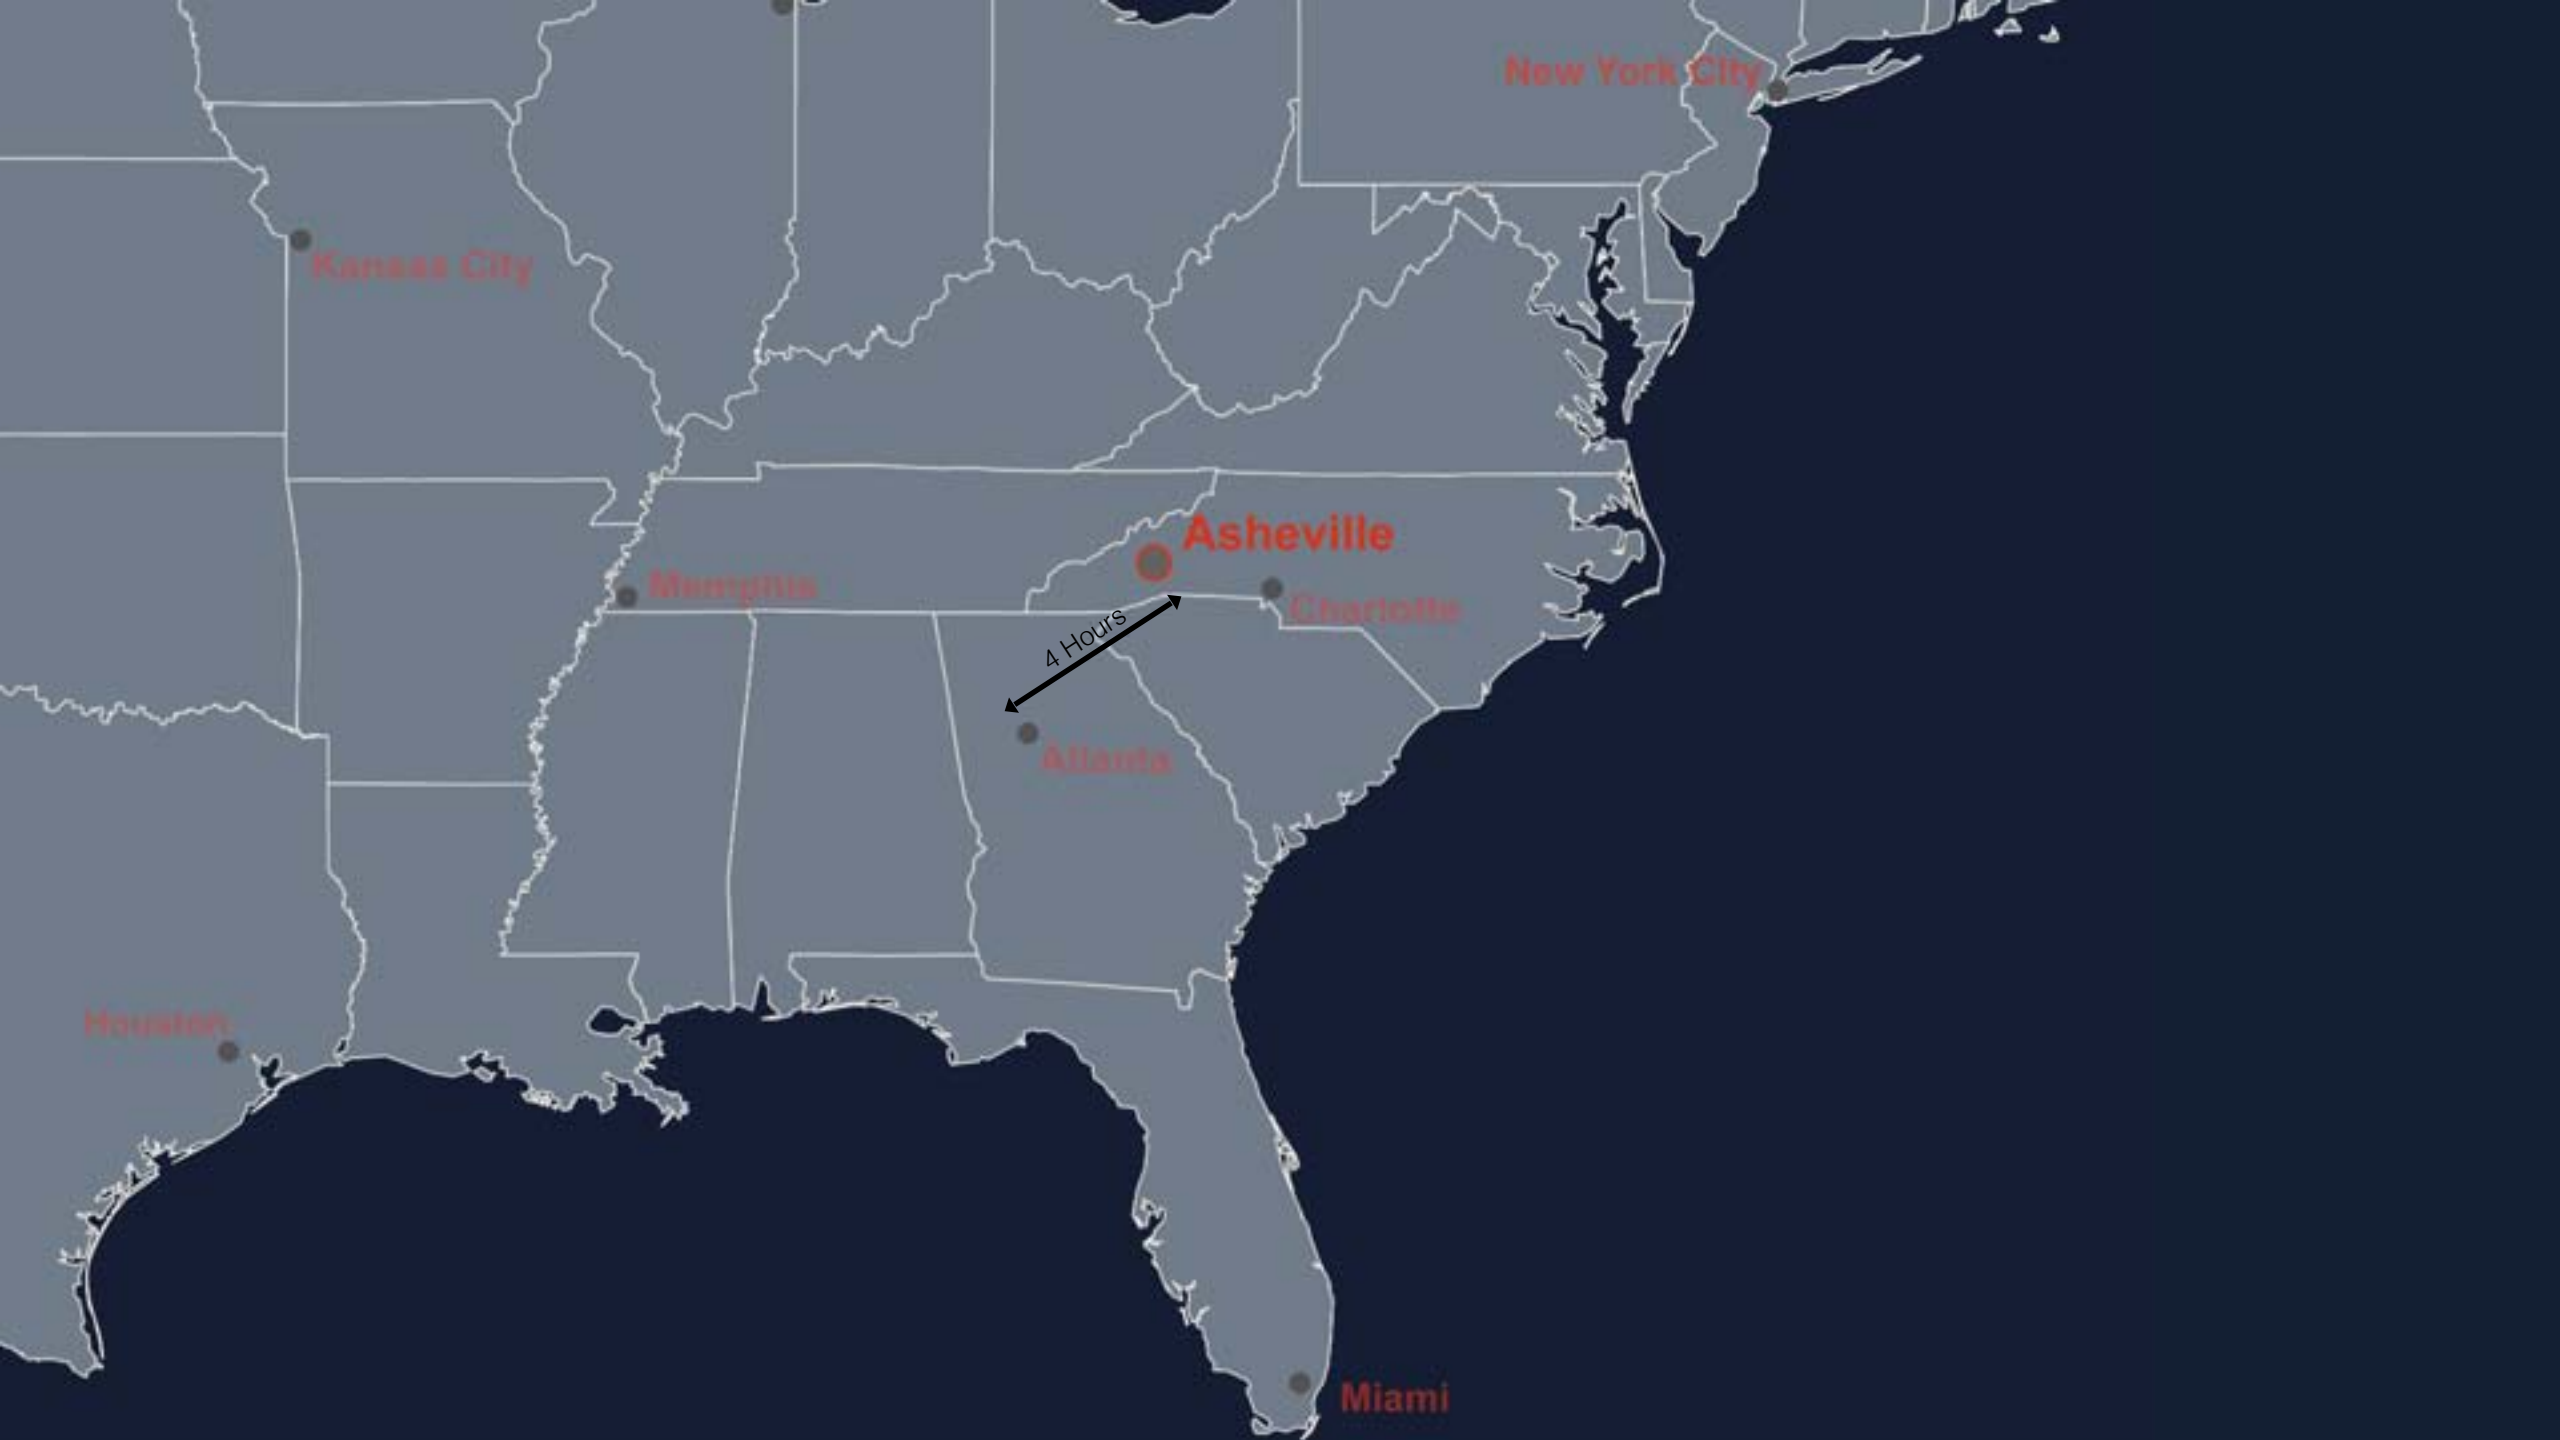 New York City
Kansas City
Asheville
Memphis
Charlotte
4 Hours
Atlanta
Houston
Miami